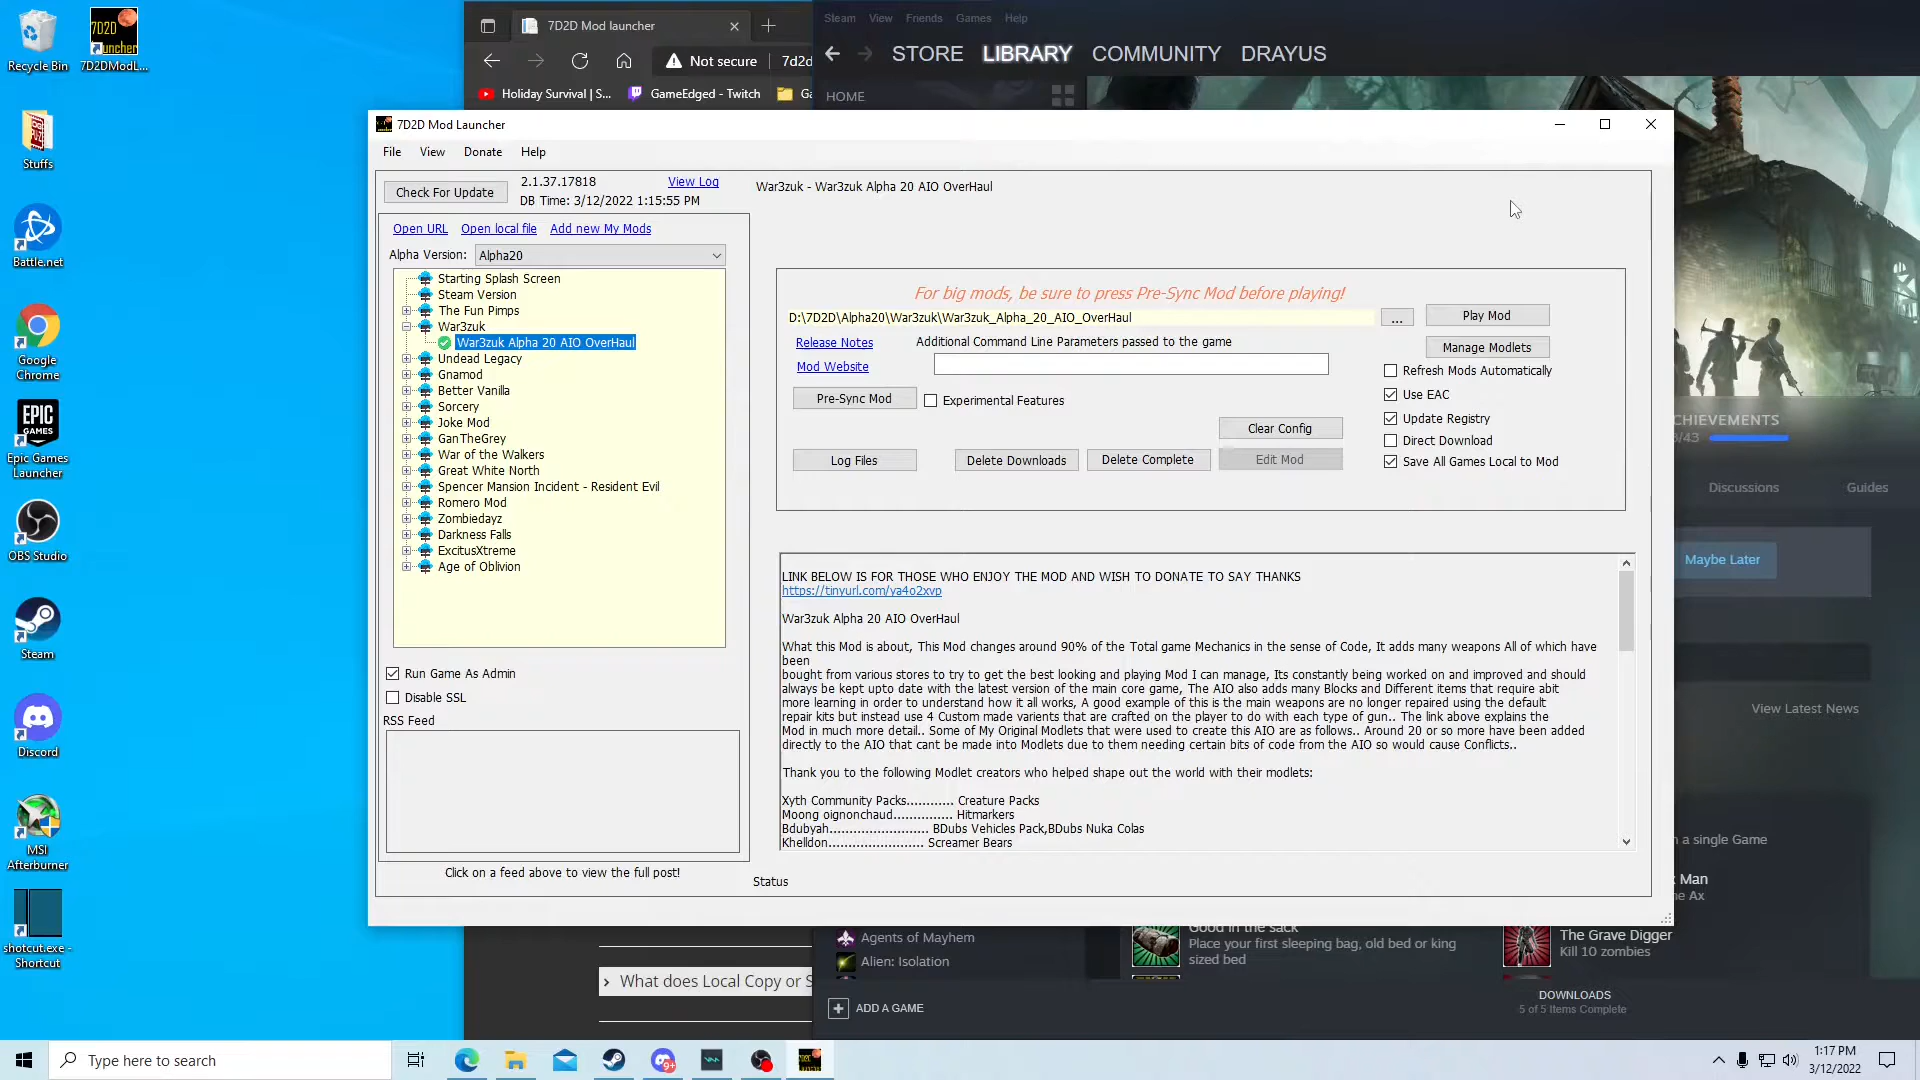 Recycle Bin
7D2DModL...
Stuffs
Battle.net
Google
Chrome
Epic Games
Launcher
OBS Studio
Steam
Discord
MSI
Afterburner
shotcut.exe -
Shortcut
7D2D Mod launcher
Not secure
7d2d
Holiday Survival | S...
GameEdged - Twitch
Ga
Steam View Friends Games Help
STORE LIBRARY COMMUNITY DRAYUS
HOME
7D2D Mod Launcher
File View Donate Help
Check For Update
2.1.37.17818
View Log
DB Time: 3/12/2022 1:15:55 PM
Open URL Open local file Add new My Mods
Alpha Version: Alpha20
Starting Splash Screen
Steam Version
The Fun Pimps
War3zuk
War3zuk Alpha 20 AIO OverHaul
Undead Legacy
Gnamod
Better Vanilla
Sorcery
Joke Mod
GanTheGrey
War of the Walkers
Great White North
Spencer Mansion Incident - Resident Evil
Romero Mod
Zombiedayz
Darkness Falls
ExcitusXtreme
Age of Oblivion
Run Game As Admin
Disable SSL
RSS Feed
Click on a feed above to view the full post!
War3zuk - War3zuk Alpha 20 AIO OverHaul
For big mods, be sure to press Pre-Sync Mod before playing!
D:\7D2D\Alpha20\War3zuk\War3zuk_Alpha_20_AIO_OverHaul
...
Play Mod
Release Notes
Additional Command Line Parameters passed to the game
Manage Modlets
Mod Website
Refresh Mods Automatically
Pre-Sync Mod
Experimental Features
Use EAC
Clear Config
Update Registry
Direct Download
Log Files
Delete Downloads
Delete Complete
Edit Mod
Save All Games Local to Mod
LINK BELOW IS FOR THOSE WHO ENJOY THE MOD AND WISH TO DONATE TO SAY THANKS
https://tinyurl.com/ya4o2xvp
War3zuk Alpha 20 AIO OverHaul
What this Mod is about, This Mod changes around 90% of the Total game Mechanics in the sense of Code, It adds many weapons All of which have
been
bought from various stores to try to get the best looking and playing Mod I can manage, Its constantly being worked on and improved and should
always be kept upto date with the latest version of the main core game, The AIO also adds many Blocks and Different items that require abit
more learning in order to understand how it all works, A good example of this is the main weapons are no longer repaired using the default
repair kits but instead use 4 Custom made varients that are crafted on the player to do with each type of gun.. The link above explains the
Mod in much more detail.. Some of My Original Modlets that were used to create this AIO are as follows.. Around 20 or so more have been added
directly to the AIO that cant be made into Modlets due to them needing certain bits of code from the AIO so would cause Conflicts..
Thank you to the following Modlet creators who helped shape out the world with their modlets:
Xyth Community Packs............ Creature Packs
Moong oignonchaud.............. Hitmarkers
Bdubyah......................... BDubs Vehicles Pack,BDubs Nuka Colas
Khelldon........................ Screamer Bears
Status
CHIEVEMENTS
3/43
Discussions
Guides
Maybe Later
View Latest News
n a single Game
Man
ne Ax
What does Local Copy or S
Agents of Mayhem
Alien: Isolation
ADD A GAME
Good in the sack
Place your first sleeping bag, old bed or king
sized bed
The Grave Digger
Kill 10 zombies
DOWNLOADS
5 of 5 Items Complete
Type here to search
9+
1:17 PM
3/12/2022